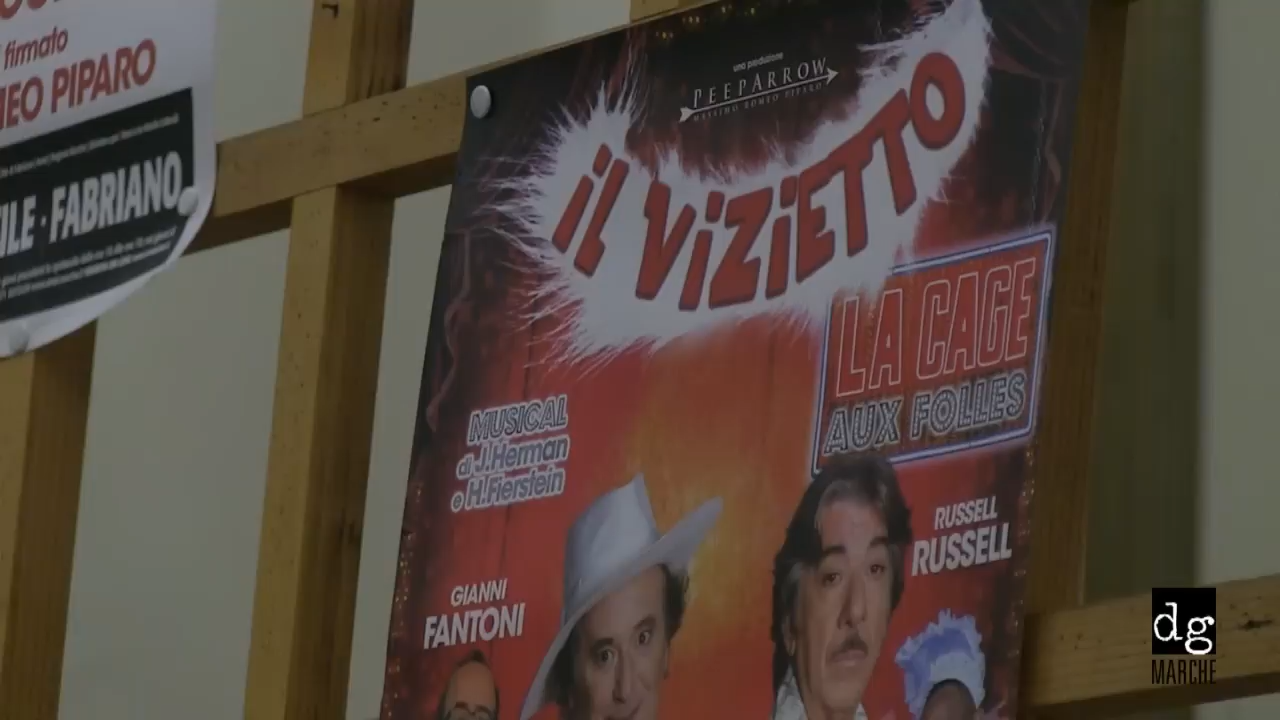 firmato
MEO PIPARO
ILE · FABRIANO
una produzione
PEEPARROW
MASSIMO ROMEO PIPARO
IL VIZIETTO
LA CAGE
AUX FOLLES
MUSICAL
di J.Herman
e H.Fierstein
RUSSELL
RUSSELL
GIANNI
FANTONI
dg
MARCHE